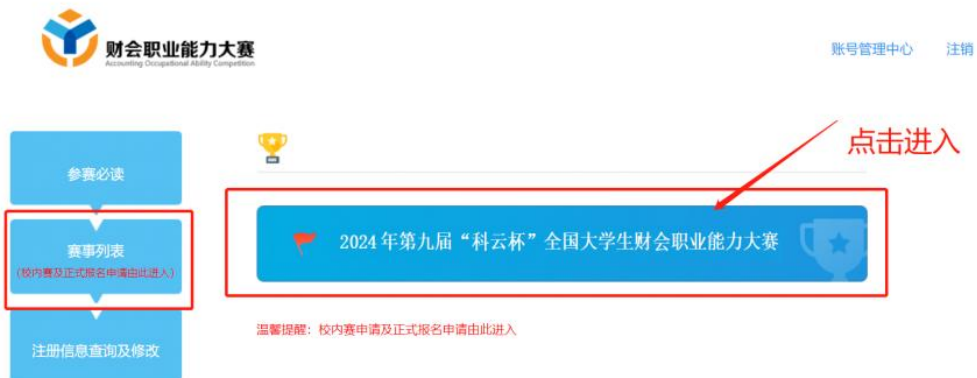 财会职业能力大赛
Accounting Occupational Ability Competition
账号管理中心
注销
点击进入
参赛必读
2024年第九届“科云杯”全国大学生财会职业能力大赛
赛事列表
(校内赛及正式报名申请由此进入)
温馨提醒：校内赛申请及正式报名申请由此进入
注册信息查询及修改